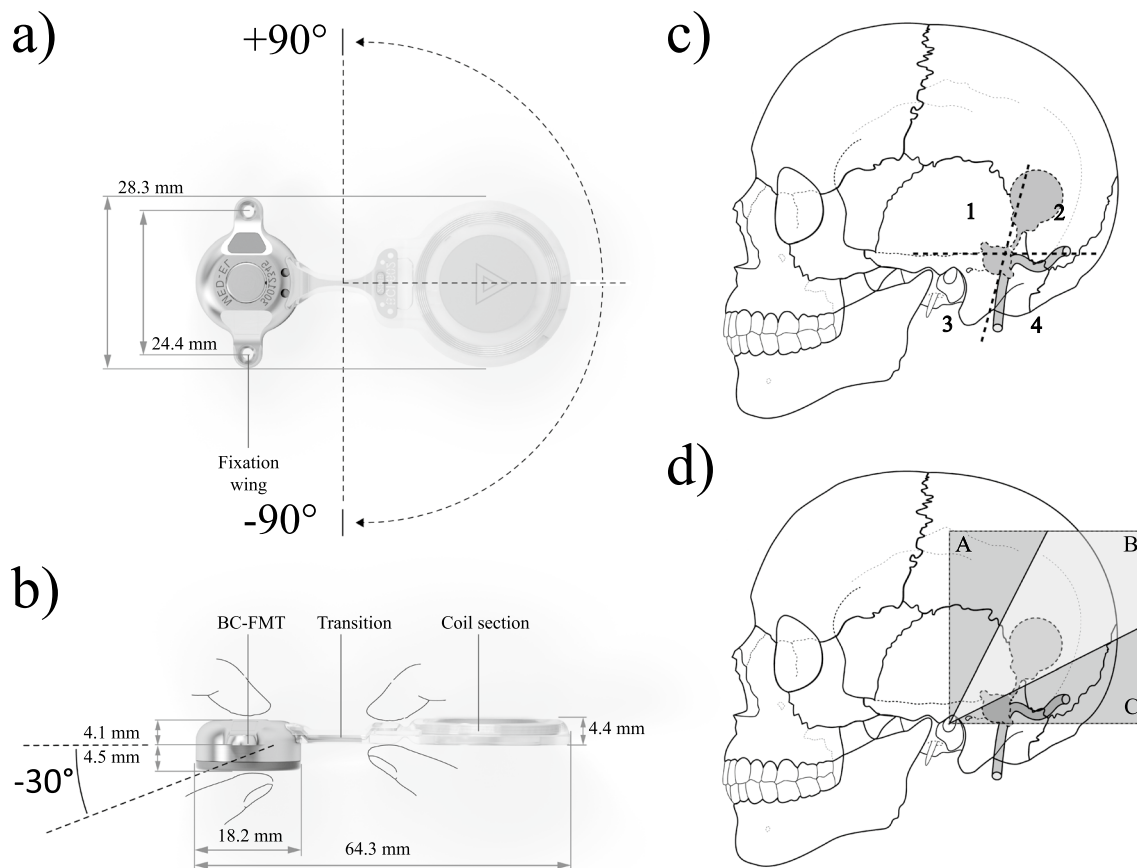 a)
+90°
28.3 mm
MED-EL
24.4 mm
Fixation
wing
-90°
b)
BC-FMT
Transition
Coil section
4.1 mm
4.5 mm
4.4 mm
-30°
18.2 mm
64.3 mm
c)
1
2
3
4
d)
A
B
C